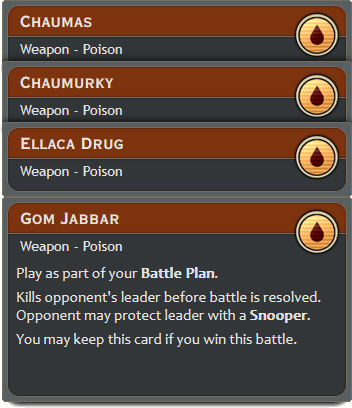 CHAUMAS
Weapon - Poison
CHAUMURKY
Weapon - Poison
ELLACA DRUG
Weapon - Poison
GOM JABBAR
Weapon - Poison
Play as part of your Battle Plan.
Kills opponent's leader before battle is resolved.
Opponent may protect leader with a Snooper.
You may keep this card if you win this battle.